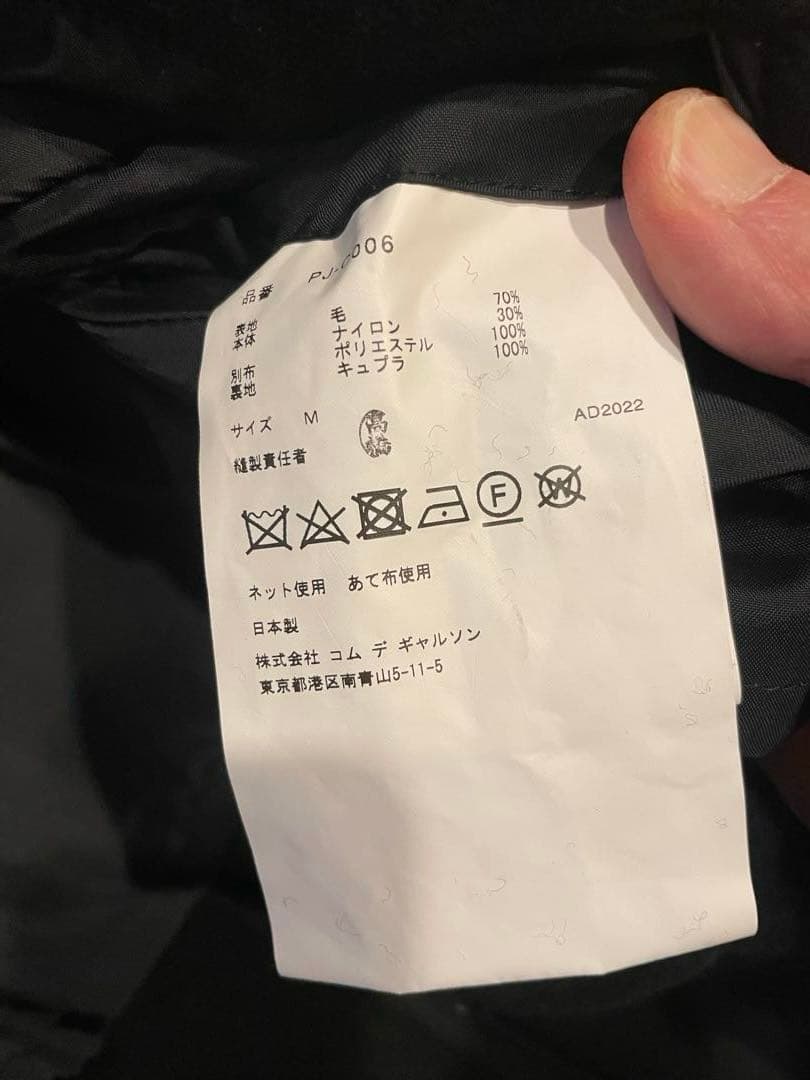 品番 PJ-C006
表地
本体 毛 70%
ナイロン 30%
別布 ポリエステル 100%
裏地 キュプラ 100%
サイズ M AD2022
縫製責任者 高橋
F W
ネット使用 あて布使用
日本製
株式会社 コム デ ギャルソン
東京都港区南青山5-11-5